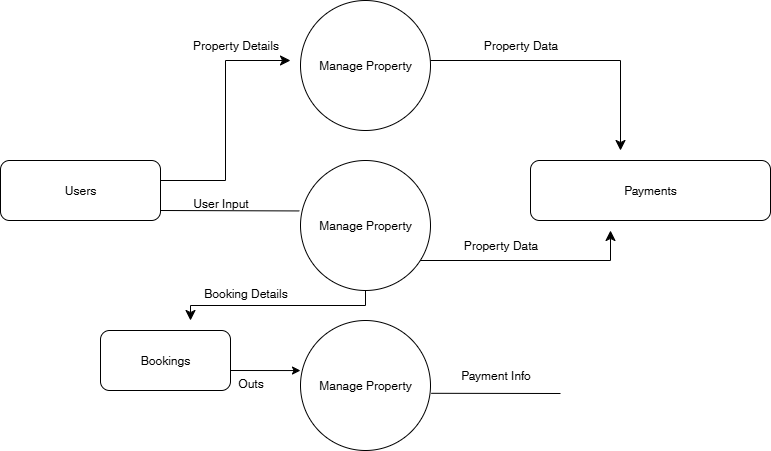 Property Details
Manage Property
Property Data
Users
User Input
Manage Property
Payments
Property Data
Booking Details
Bookings
Outs
Manage Property
Payment Info